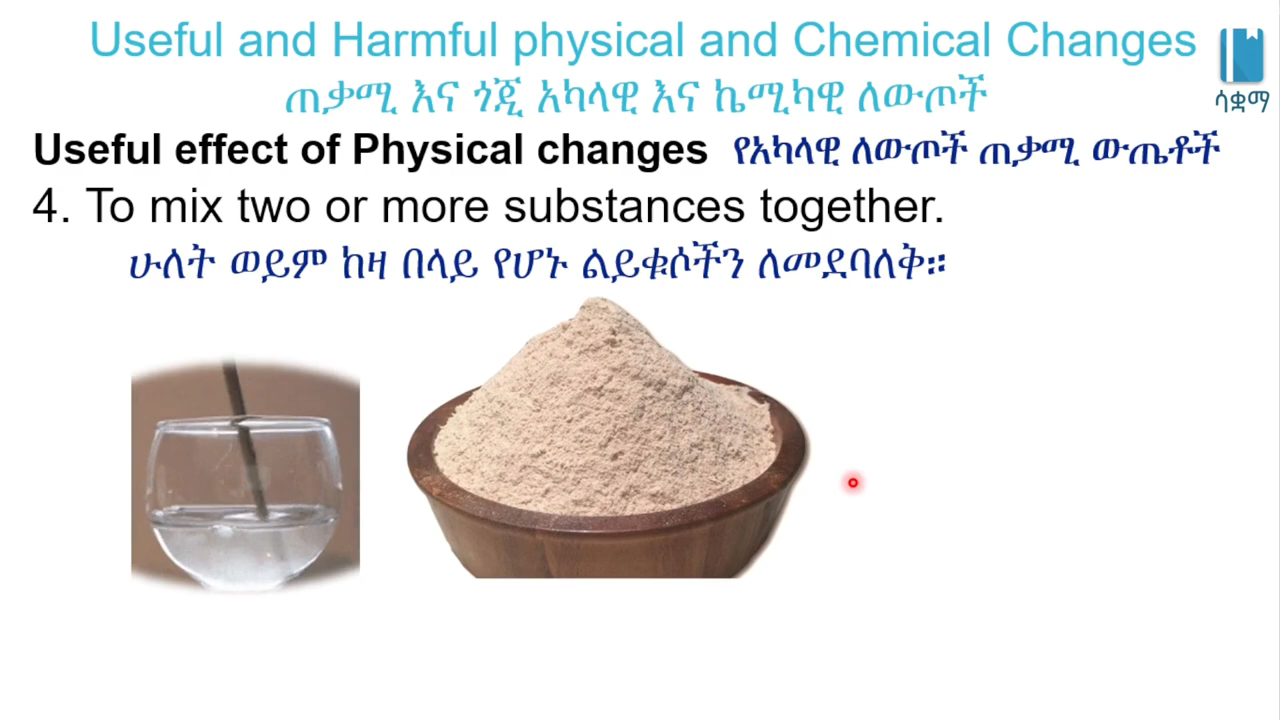 Useful and Harmful physical and Chemical Changes
ጠቃሚ እና ጎጂ አካላዊ እና ኬሚካዊ ለውጦች
ሳቋማ
Useful effect of Physical changes የአካላዊ ለውጦች ጠቃሚ ውጤቶች
4. To mix two or more substances together.
ሁለት ወይም ከዛ በላይ የሆኑ ልይቁሶችን ለመደባለቅ።